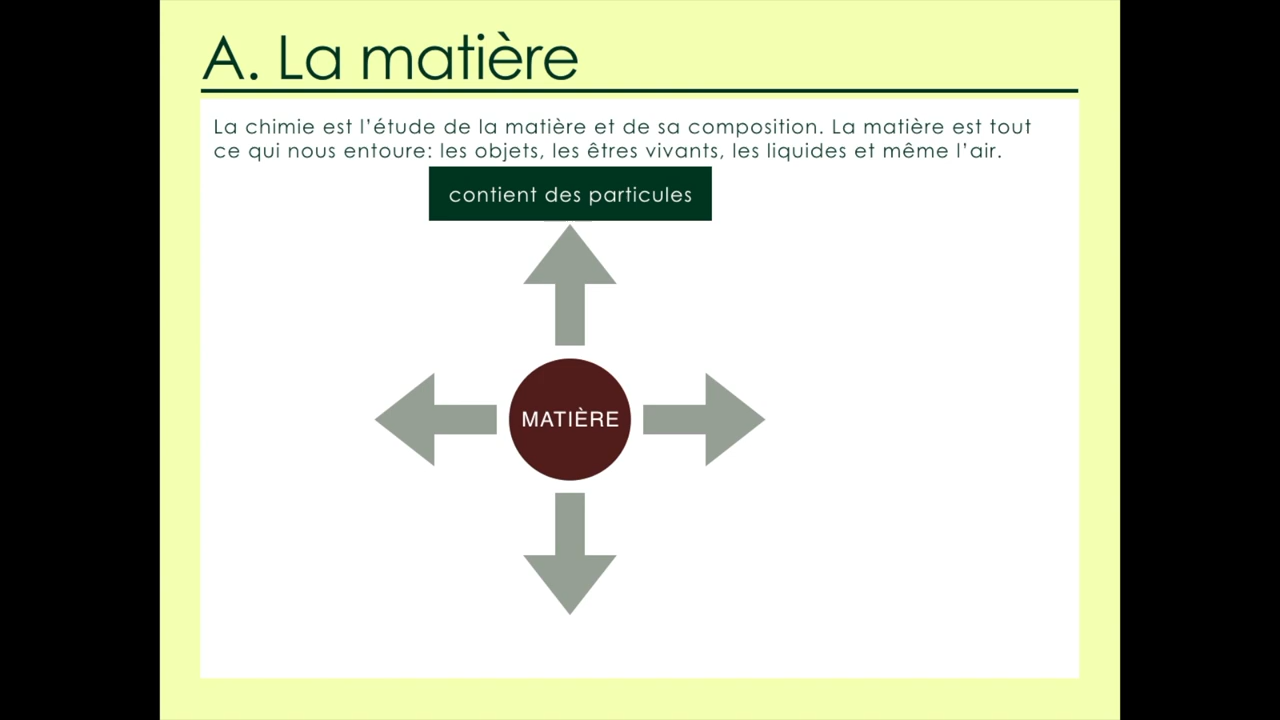 A. La matière
La chimie est l’étude de la matière et de sa composition. La matière est tout
ce qui nous entoure: les objets, les êtres vivants, les liquides et même l’air.
contient des particules
MATIÈRE